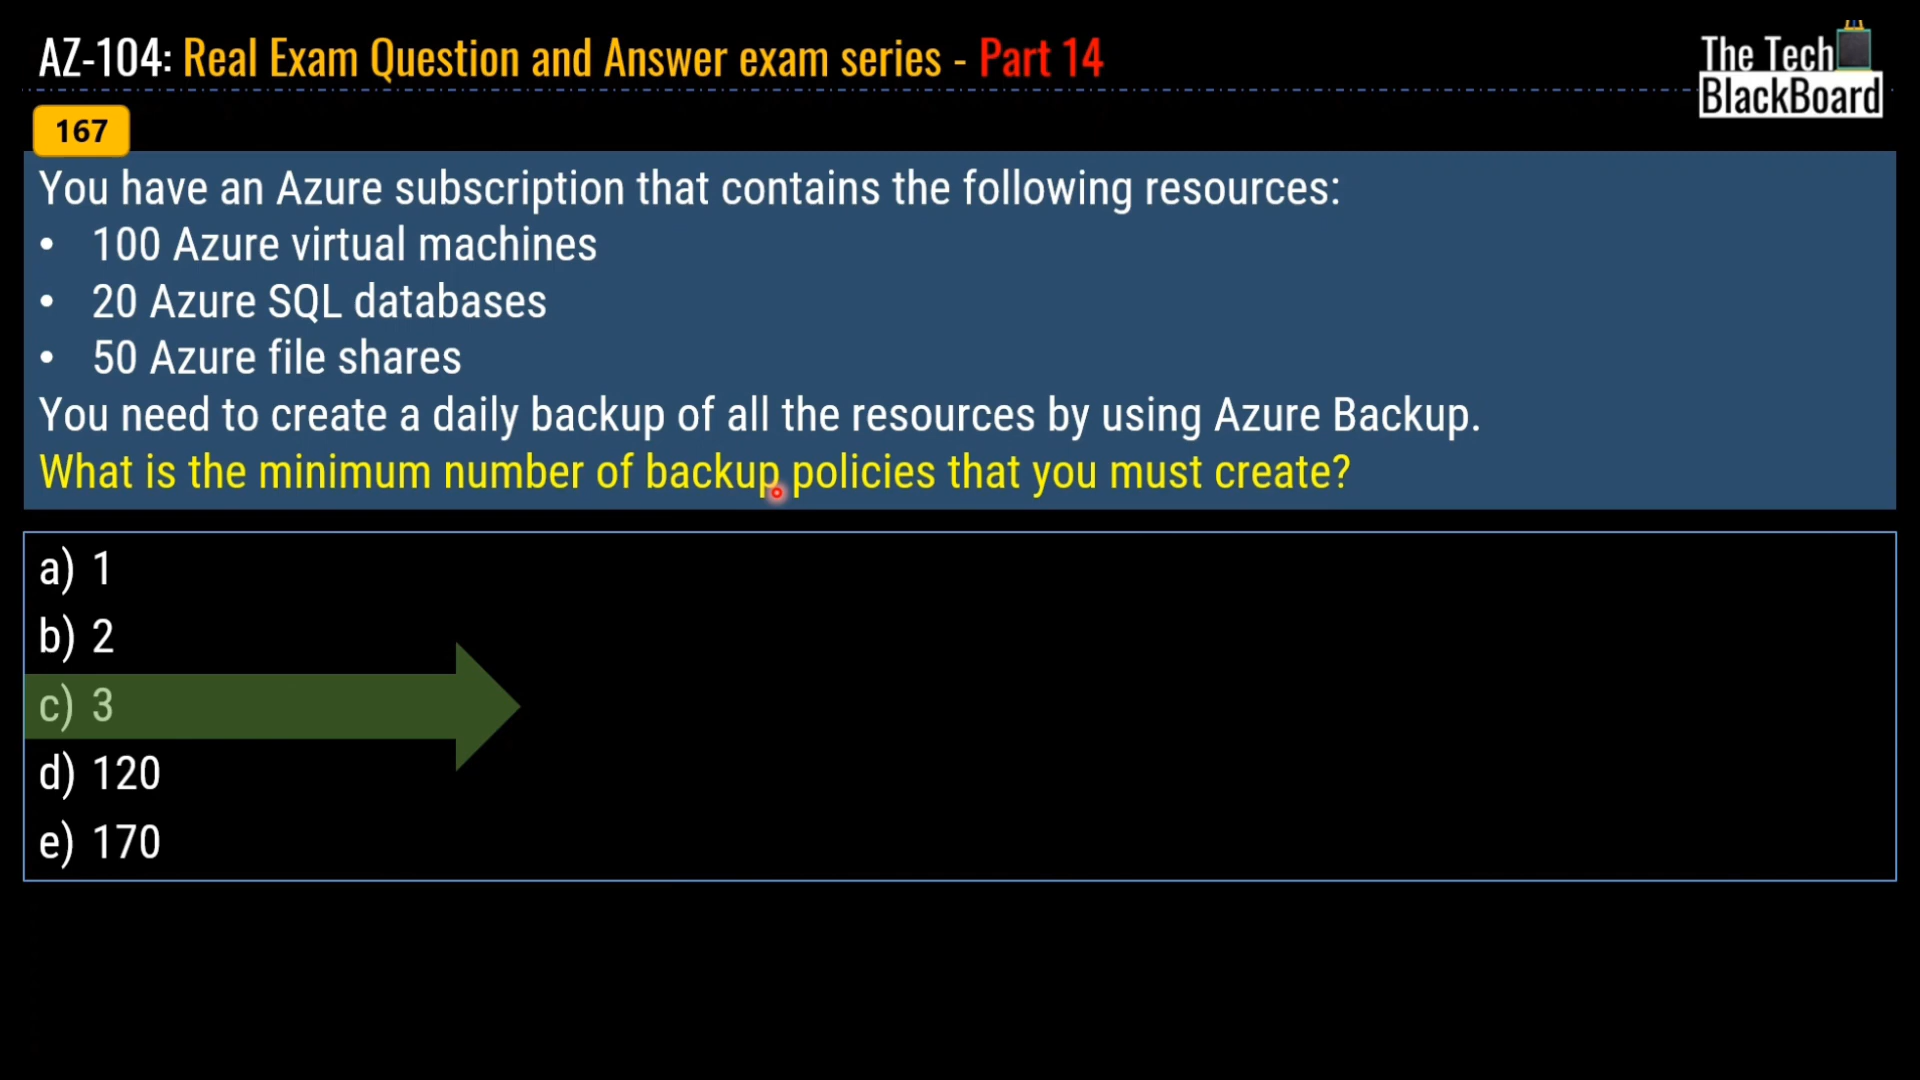 AZ-104: Real Exam Question and Answer exam series - Part 14
The Tech
BlackBoard
167
You have an Azure subscription that contains the following resources:
• 100 Azure virtual machines
• 20 Azure SQL databases
• 50 Azure file shares
You need to create a daily backup of all the resources by using Azure Backup.
What is the minimum number of backup policies that you must create?
a) 1
b) 2
c) 3
d) 120
e) 170